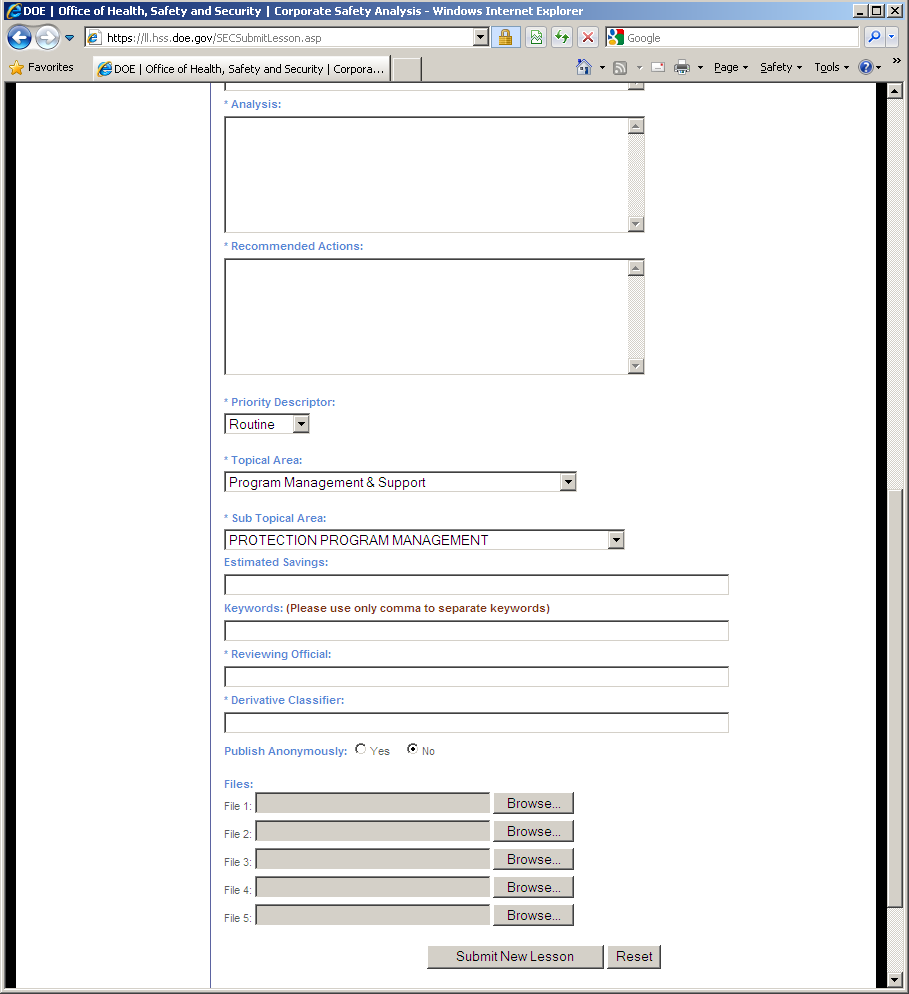 DOE | Office of Health, Safety and Security | Corporate Safety Analysis - Windows Internet Explorer
https://ll.hss.doe.gov/SECSubmitLesson.asp
Google
Favorites
DOE | Office of Health, Safety and Security | Corpora...
Page
Safety
Tools
»
* Analysis:
* Recommended Actions:
* Priority Descriptor:
Routine
* Topical Area:
Program Management & Support
* Sub Topical Area:
PROTECTION PROGRAM MANAGEMENT
Estimated Savings:
Keywords: (Please use only comma to separate keywords)
* Reviewing Official:
* Derivative Classifier:
Publish Anonymously: Yes No
Files:
File 1: Browse...
File 2: Browse...
File 3: Browse...
File 4: Browse...
File 5: Browse...
Submit New Lesson Reset